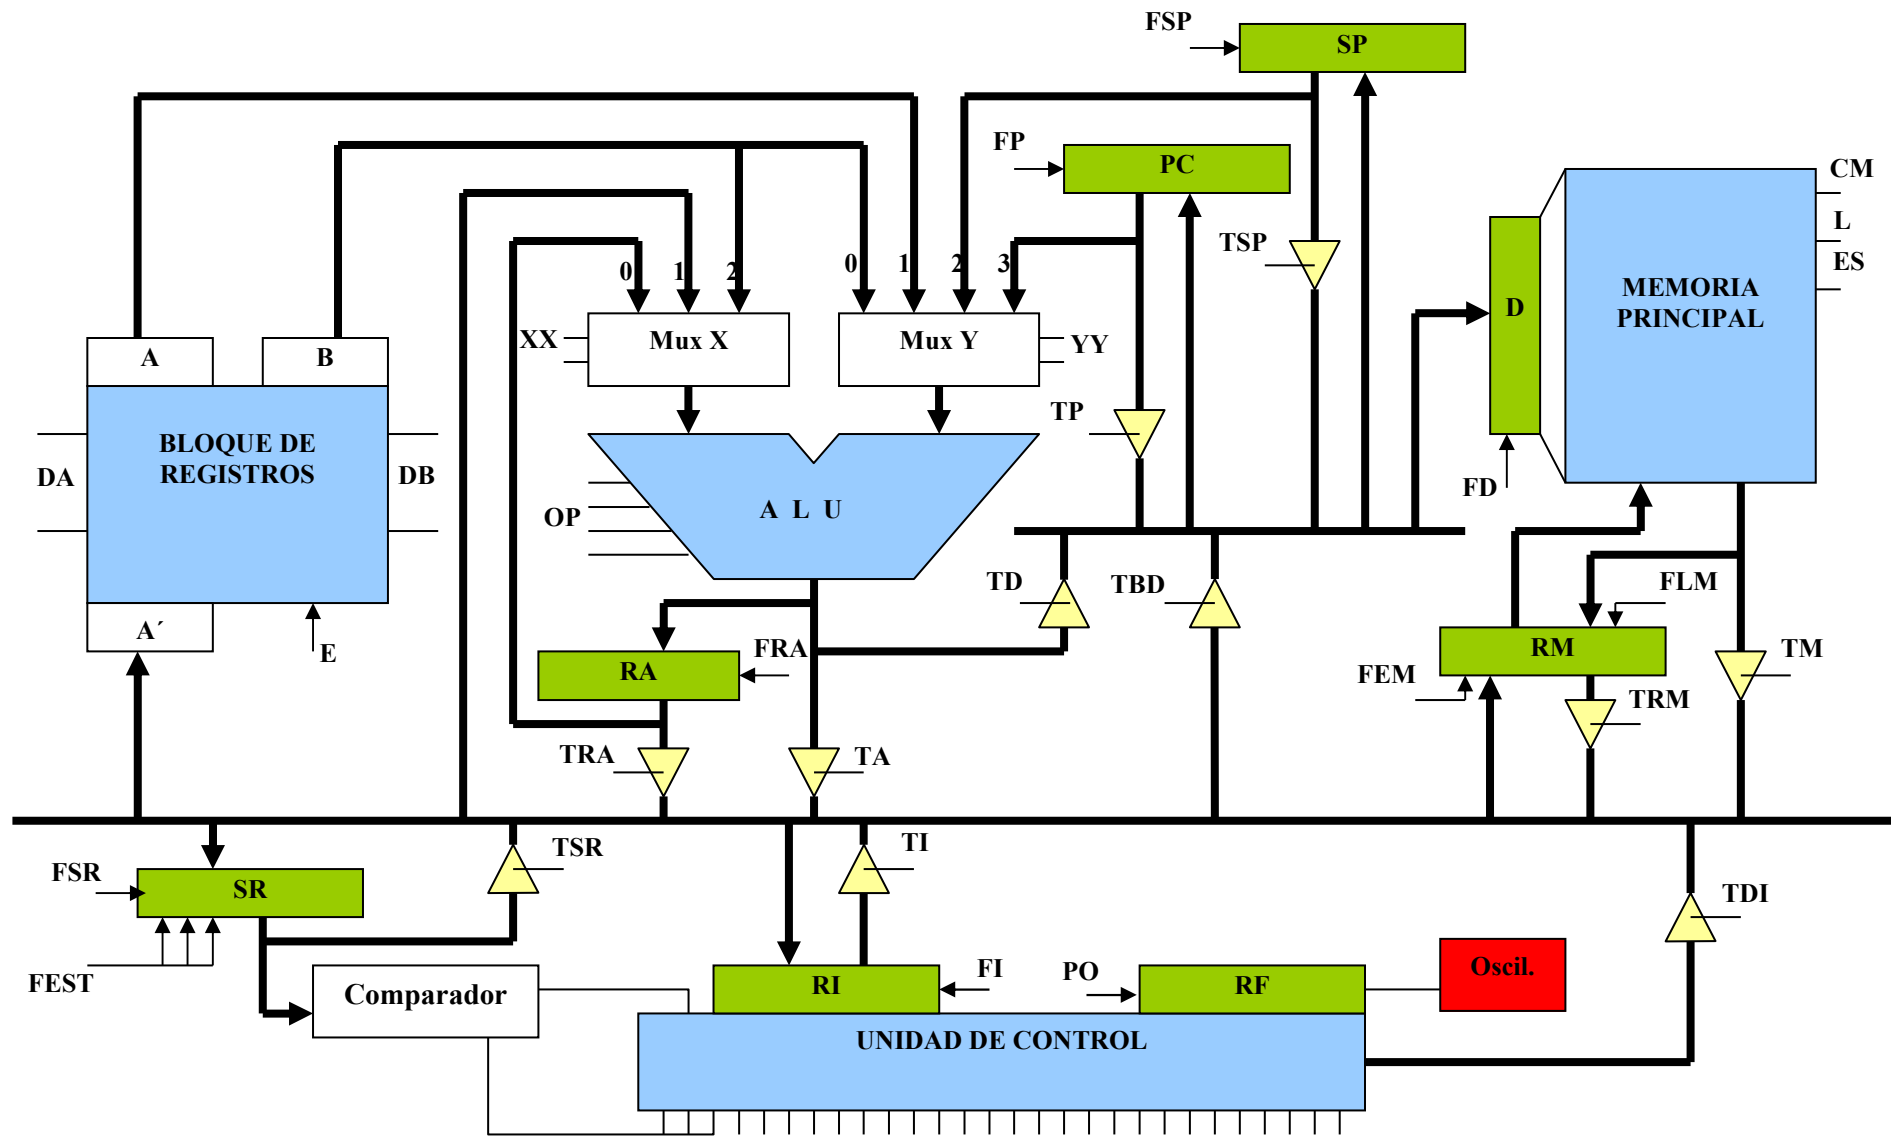 FSP
SP
FP
PC
CM
L
ES
TSP
0
1
2
0
1
2
3
MEMORIA
PRINCIPAL
D
XX
Mux X
Mux Y
YY
A
B
TP
BLOQUE DE
REGISTROS
DA
DB
FD
OP
A L U
TD
TBD
FLM
A´
E
FRA
RA
RM
TM
FEM
TRM
TRA
TA
TSR
TI
FSR
SR
TDI
FEST
Comparador
RI
FI
PO
RF
Oscil.
UNIDAD DE CONTROL